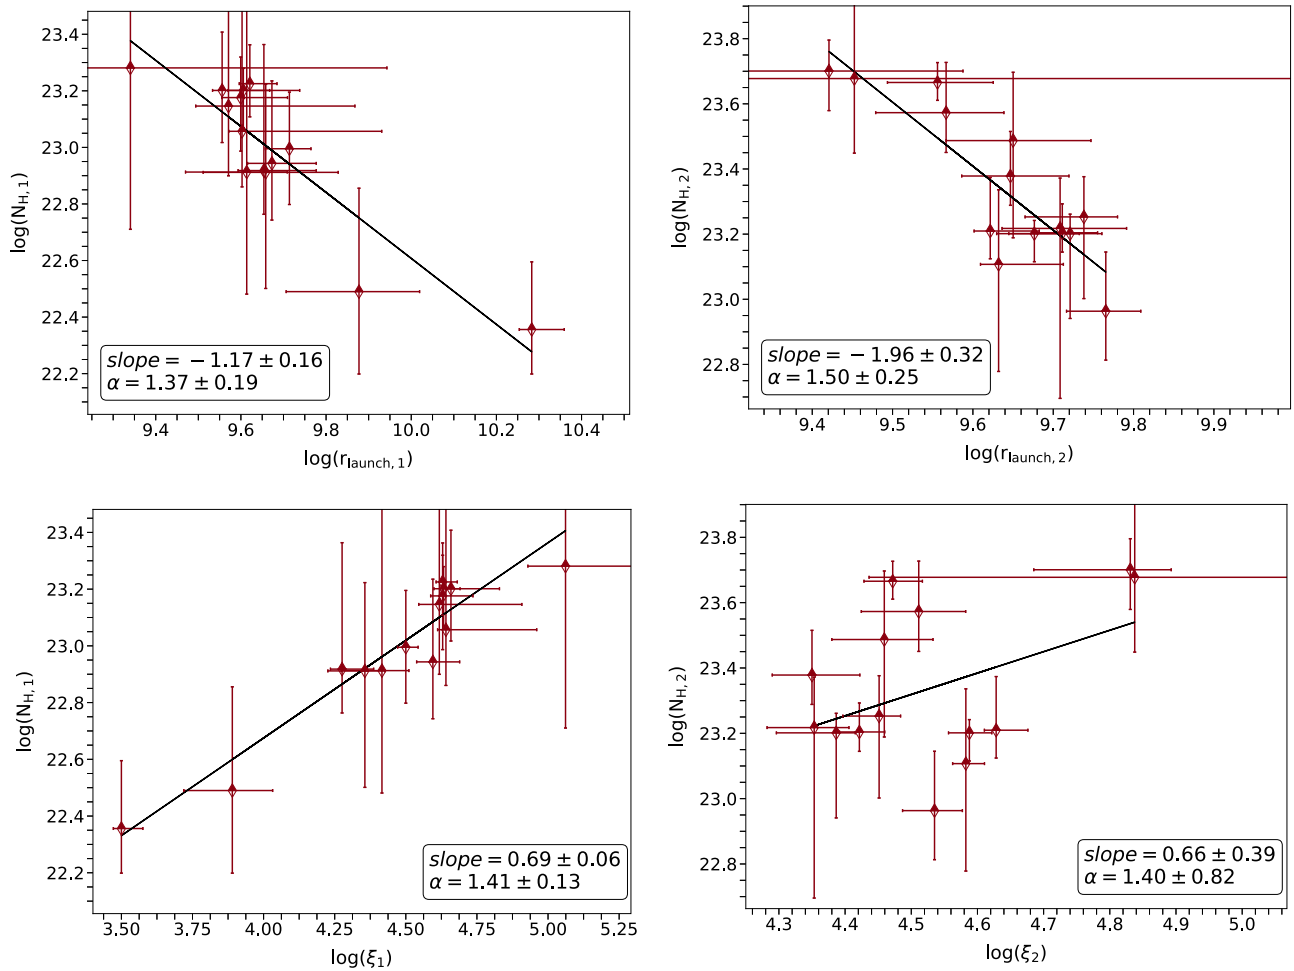 23.4
23.2
23.0
22.8
22.6
22.4
22.2
log(N_H,1)
slope = −1.17 ± 0.16
α = 1.37 ± 0.19
9.4 9.6 9.8 10.0 10.2 10.4
log(r_launch,1)
23.8
23.6
23.4
23.2
23.0
22.8
log(N_H,2)
slope = −1.96 ± 0.32
α = 1.50 ± 0.25
9.4 9.5 9.6 9.7 9.8 9.9
log(r_launch,2)
23.4
23.2
23.0
22.8
22.6
22.4
22.2
log(N_H,1)
slope = 0.69 ± 0.06
α = 1.41 ± 0.13
3.50 3.75 4.00 4.25 4.50 4.75 5.00 5.25
log(ξ_1)
23.8
23.6
23.4
23.2
23.0
22.8
log(N_H,2)
slope = 0.66 ± 0.39
α = 1.40 ± 0.82
4.3 4.4 4.5 4.6 4.7 4.8 4.9 5.0
log(ξ_2)